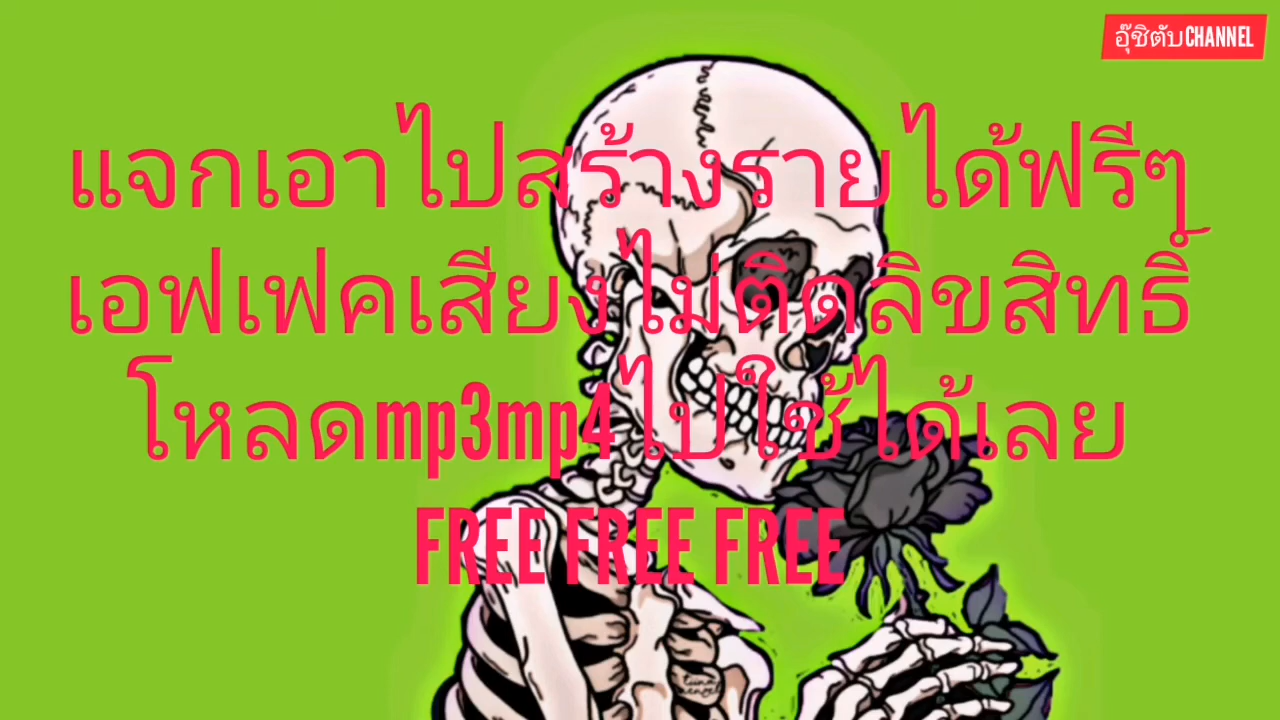 อุ๊ชิตับCHANNEL
แจกเอาไปสร้างรายได้ฟรีๆ
เอฟเฟคเสียงไม่ติดลิขสิทธิ์
โหลดmp3mp4ไปใช้ได้เลย
FREE FREE FREE